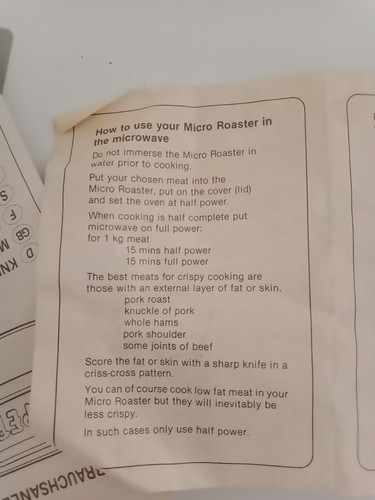 How to use your Micro Roaster in
the microwave
Do not immerse the Micro Roaster in
water prior to cooking.
Put your chosen meat into the
Micro Roaster, put on the cover (lid)
and set the oven at half power.
When cooking is half complete put
microwave on full power:
for 1 kg meat
15 mins half power
15 mins full power
The best meats for crispy cooking are
those with an external layer of fat or skin.
pork roast
knuckle of pork
whole hams
pork shoulder
some joints of beef
Score the fat or skin with a sharp knife in a
criss-cross pattern.
You can of course cook low fat meat in your
Micro Roaster but they will inevitably be
less crispy.
In such cases only use half power.
S
F
GB
D